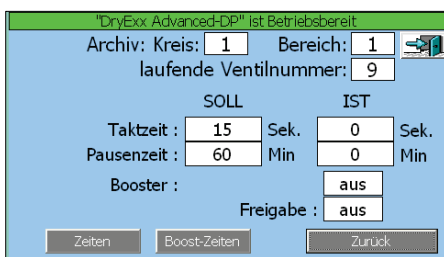 "DryExx Advanced-DP" ist Betriebsbereit
Archiv: Kreis: 1 Bereich: 1
laufende Ventilnummer: 9
SOLL IST
Taktzeit : 15 Sek. 0 Sek.
Pausenzeit : 60 Min 0 Min
Booster : aus
Freigabe : aus
Zeiten Boost-Zeiten Zurück